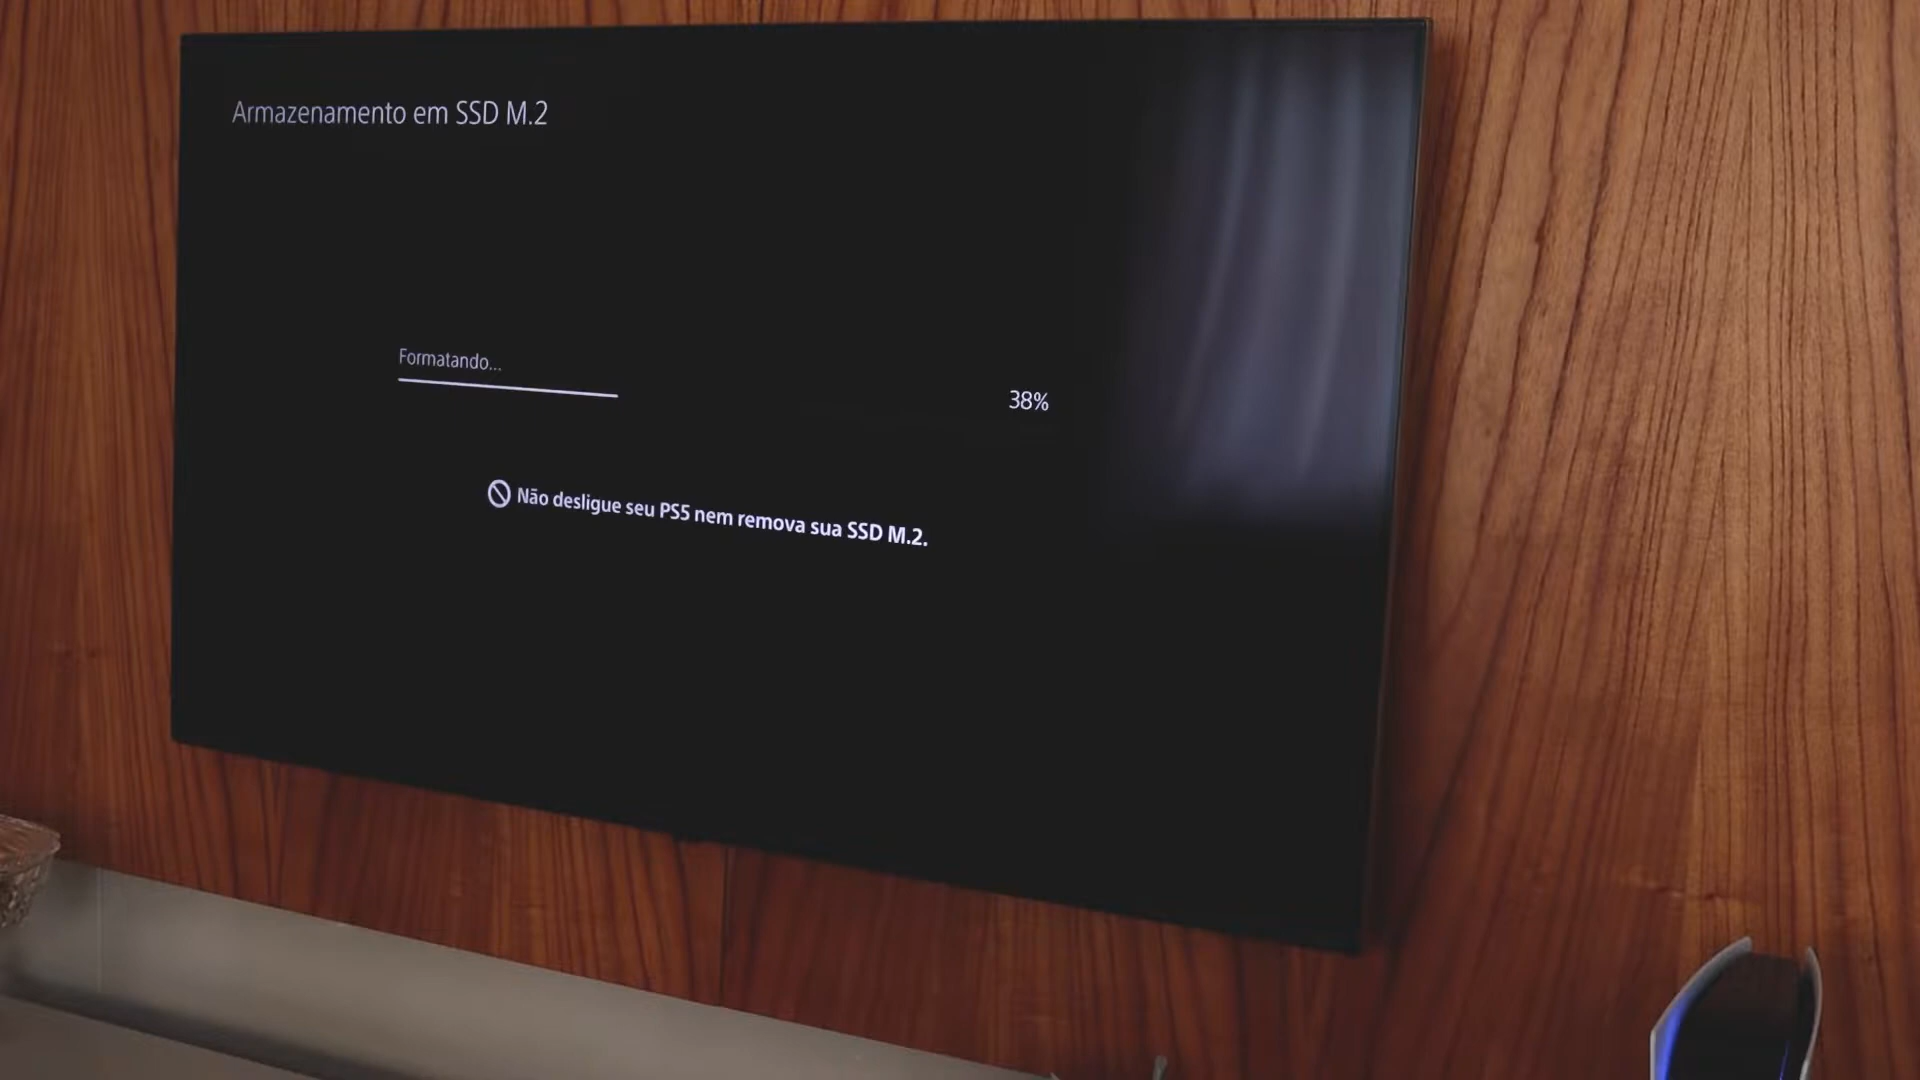 Armazenamento em SSD M.2
Formatando...
38%
Não desligue seu PS5 nem remova sua SSD M.2.